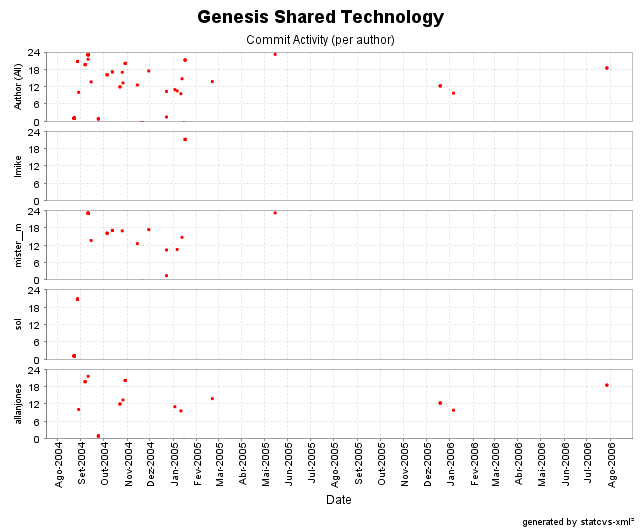 Genesis Shared Technology
Commit Activity (per author)
Author (All)
24
18
12
6
0
lmike
24
18
12
6
0
mister__m
24
18
12
6
0
sol
24
18
12
6
0
allanjones
24
18
12
6
0
Ago-2004
Set-2004
Out-2004
Nov-2004
Dez-2004
Jan-2005
Fev-2005
Mar-2005
Abr-2005
Mai-2005
Jun-2005
Jul-2005
Ago-2005
Set-2005
Out-2005
Nov-2005
Dez-2005
Jan-2006
Fev-2006
Mar-2006
Abr-2006
Mai-2006
Jun-2006
Jul-2006
Ago-2006
Date
generated by statcvs-xml²